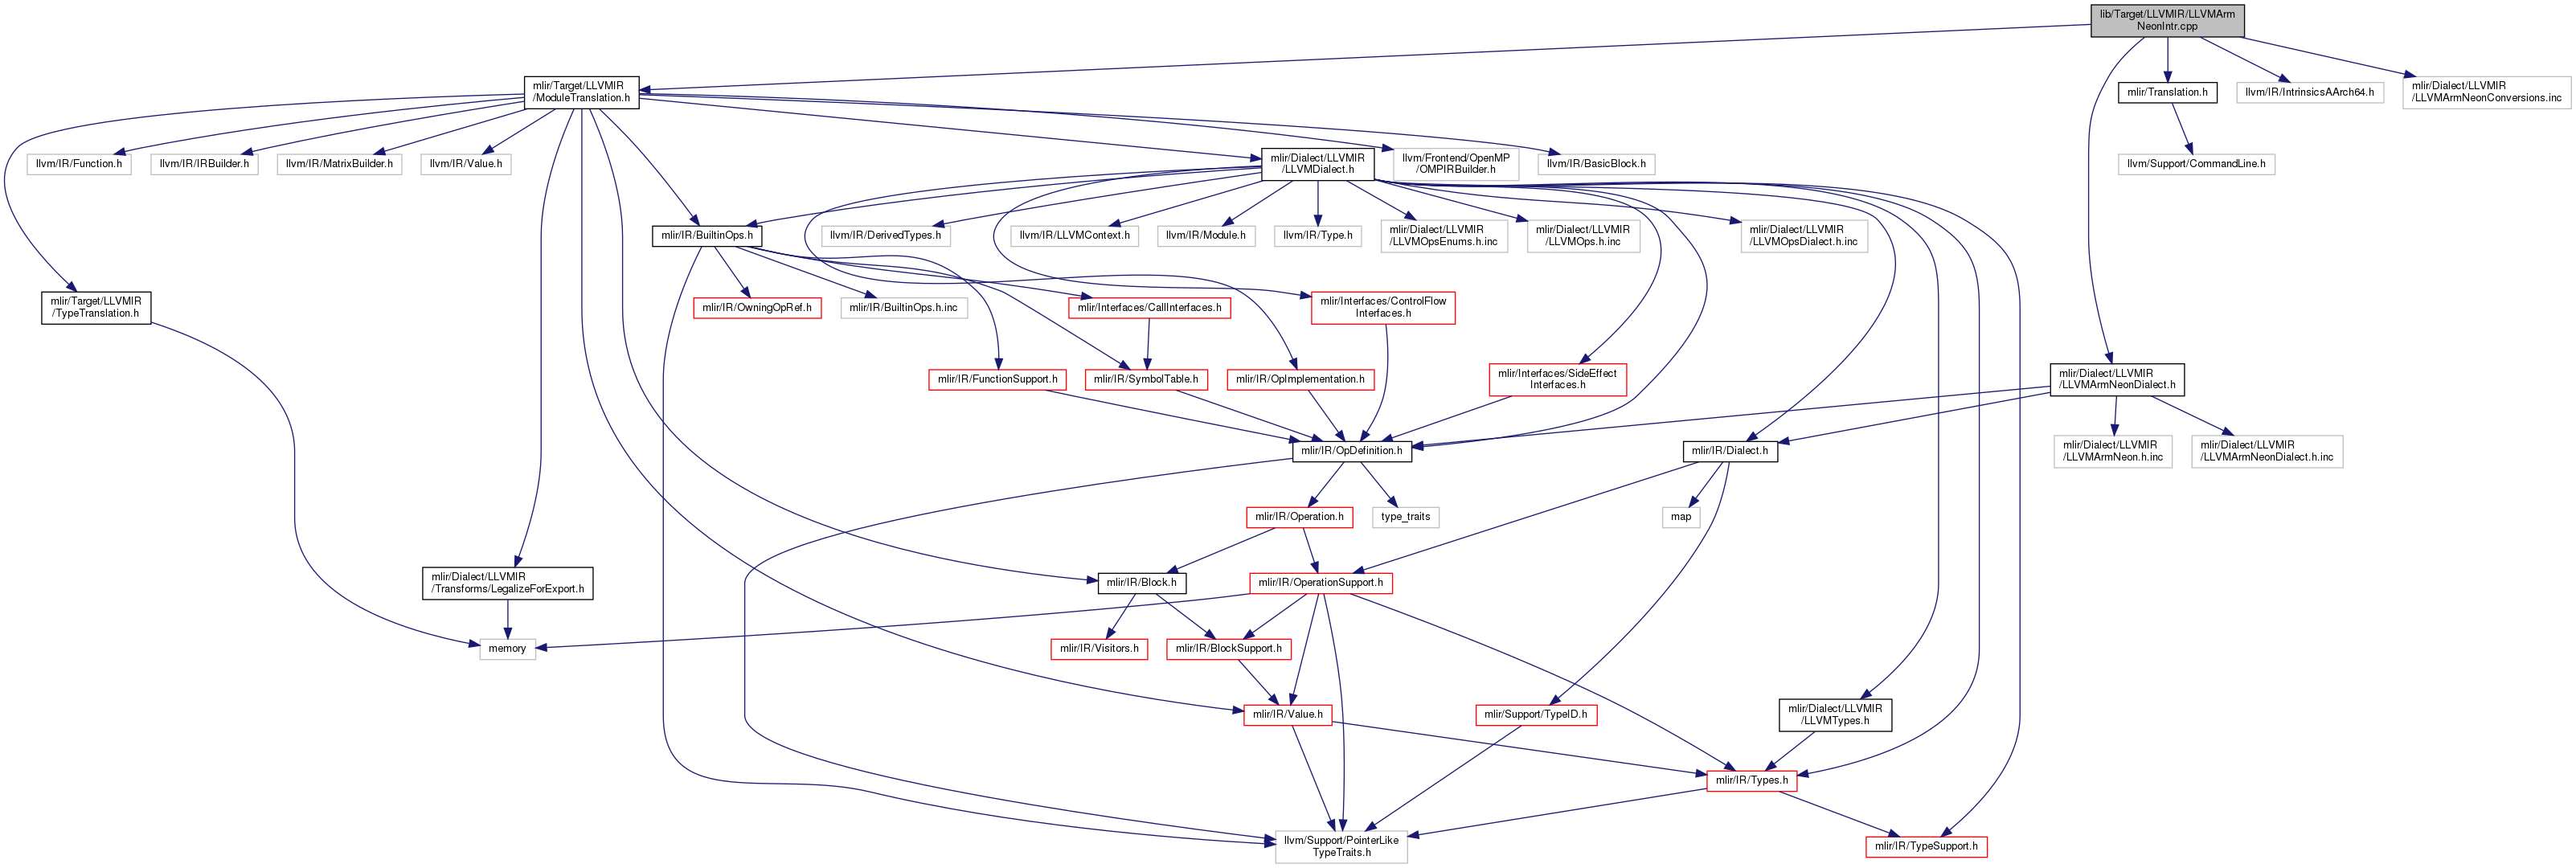 lib/Target/LLVMIR/LLVMArm
NeonIntr.cpp
mlir/Target/LLVMIR
/ModuleTranslation.h
mlir/Translation.h
llvm/IR/IntrinsicsAArch64.h
mlir/Dialect/LLVMIR
/LLVMArmNeonConversions.inc
llvm/IR/Function.h
llvm/IR/IRBuilder.h
llvm/IR/MatrixBuilder.h
llvm/IR/Value.h
mlir/Dialect/LLVMIR
/LLVMDialect.h
llvm/Frontend/OpenMP
/OMPIRBuilder.h
llvm/IR/BasicBlock.h
llvm/Support/CommandLine.h
mlir/IR/BuiltinOps.h
llvm/IR/DerivedTypes.h
llvm/IR/LLVMContext.h
llvm/IR/Module.h
llvm/IR/Type.h
mlir/Dialect/LLVMIR
/LLVMOpsEnums.h.inc
mlir/Dialect/LLVMIR
/LLVMOps.h.inc
mlir/Dialect/LLVMIR
/LLVMOpsDialect.h.inc
mlir/Target/LLVMIR
/TypeTranslation.h
mlir/IR/OwningOpRef.h
mlir/IR/BuiltinOps.h.inc
mlir/Interfaces/CallInterfaces.h
mlir/Interfaces/ControlFlow
Interfaces.h
mlir/IR/FunctionSupport.h
mlir/IR/SymbolTable.h
mlir/IR/OpImplementation.h
mlir/Interfaces/SideEffect
Interfaces.h
mlir/Dialect/LLVMIR
/LLVMArmNeonDialect.h
mlir/IR/OpDefinition.h
mlir/IR/Dialect.h
mlir/Dialect/LLVMIR
/LLVMArmNeon.h.inc
mlir/Dialect/LLVMIR
/LLVMArmNeonDialect.h.inc
mlir/IR/Operation.h
type_traits
map
mlir/Dialect/LLVMIR
/Transforms/LegalizeForExport.h
mlir/IR/Block.h
mlir/IR/OperationSupport.h
memory
mlir/IR/Visitors.h
mlir/IR/BlockSupport.h
mlir/IR/Value.h
mlir/Support/TypeID.h
mlir/Dialect/LLVMIR
/LLVMTypes.h
mlir/IR/Types.h
llvm/Support/PointerLike
TypeTraits.h
mlir/IR/TypeSupport.h